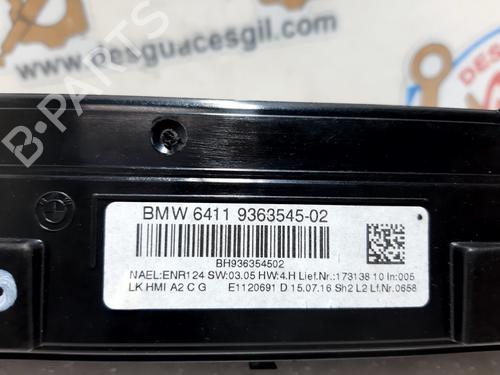 desguacesgil.com
B-PARTS
BMW 6411 9363545-02
BH936354502
NAEL:ENR124 SW:03.05 HW:4.H Lief.Nr.:173138 10 In:005
LK HMI A2 C G E1120691 D 15.07.16 Sh2 L2 Lf.Nr.0658